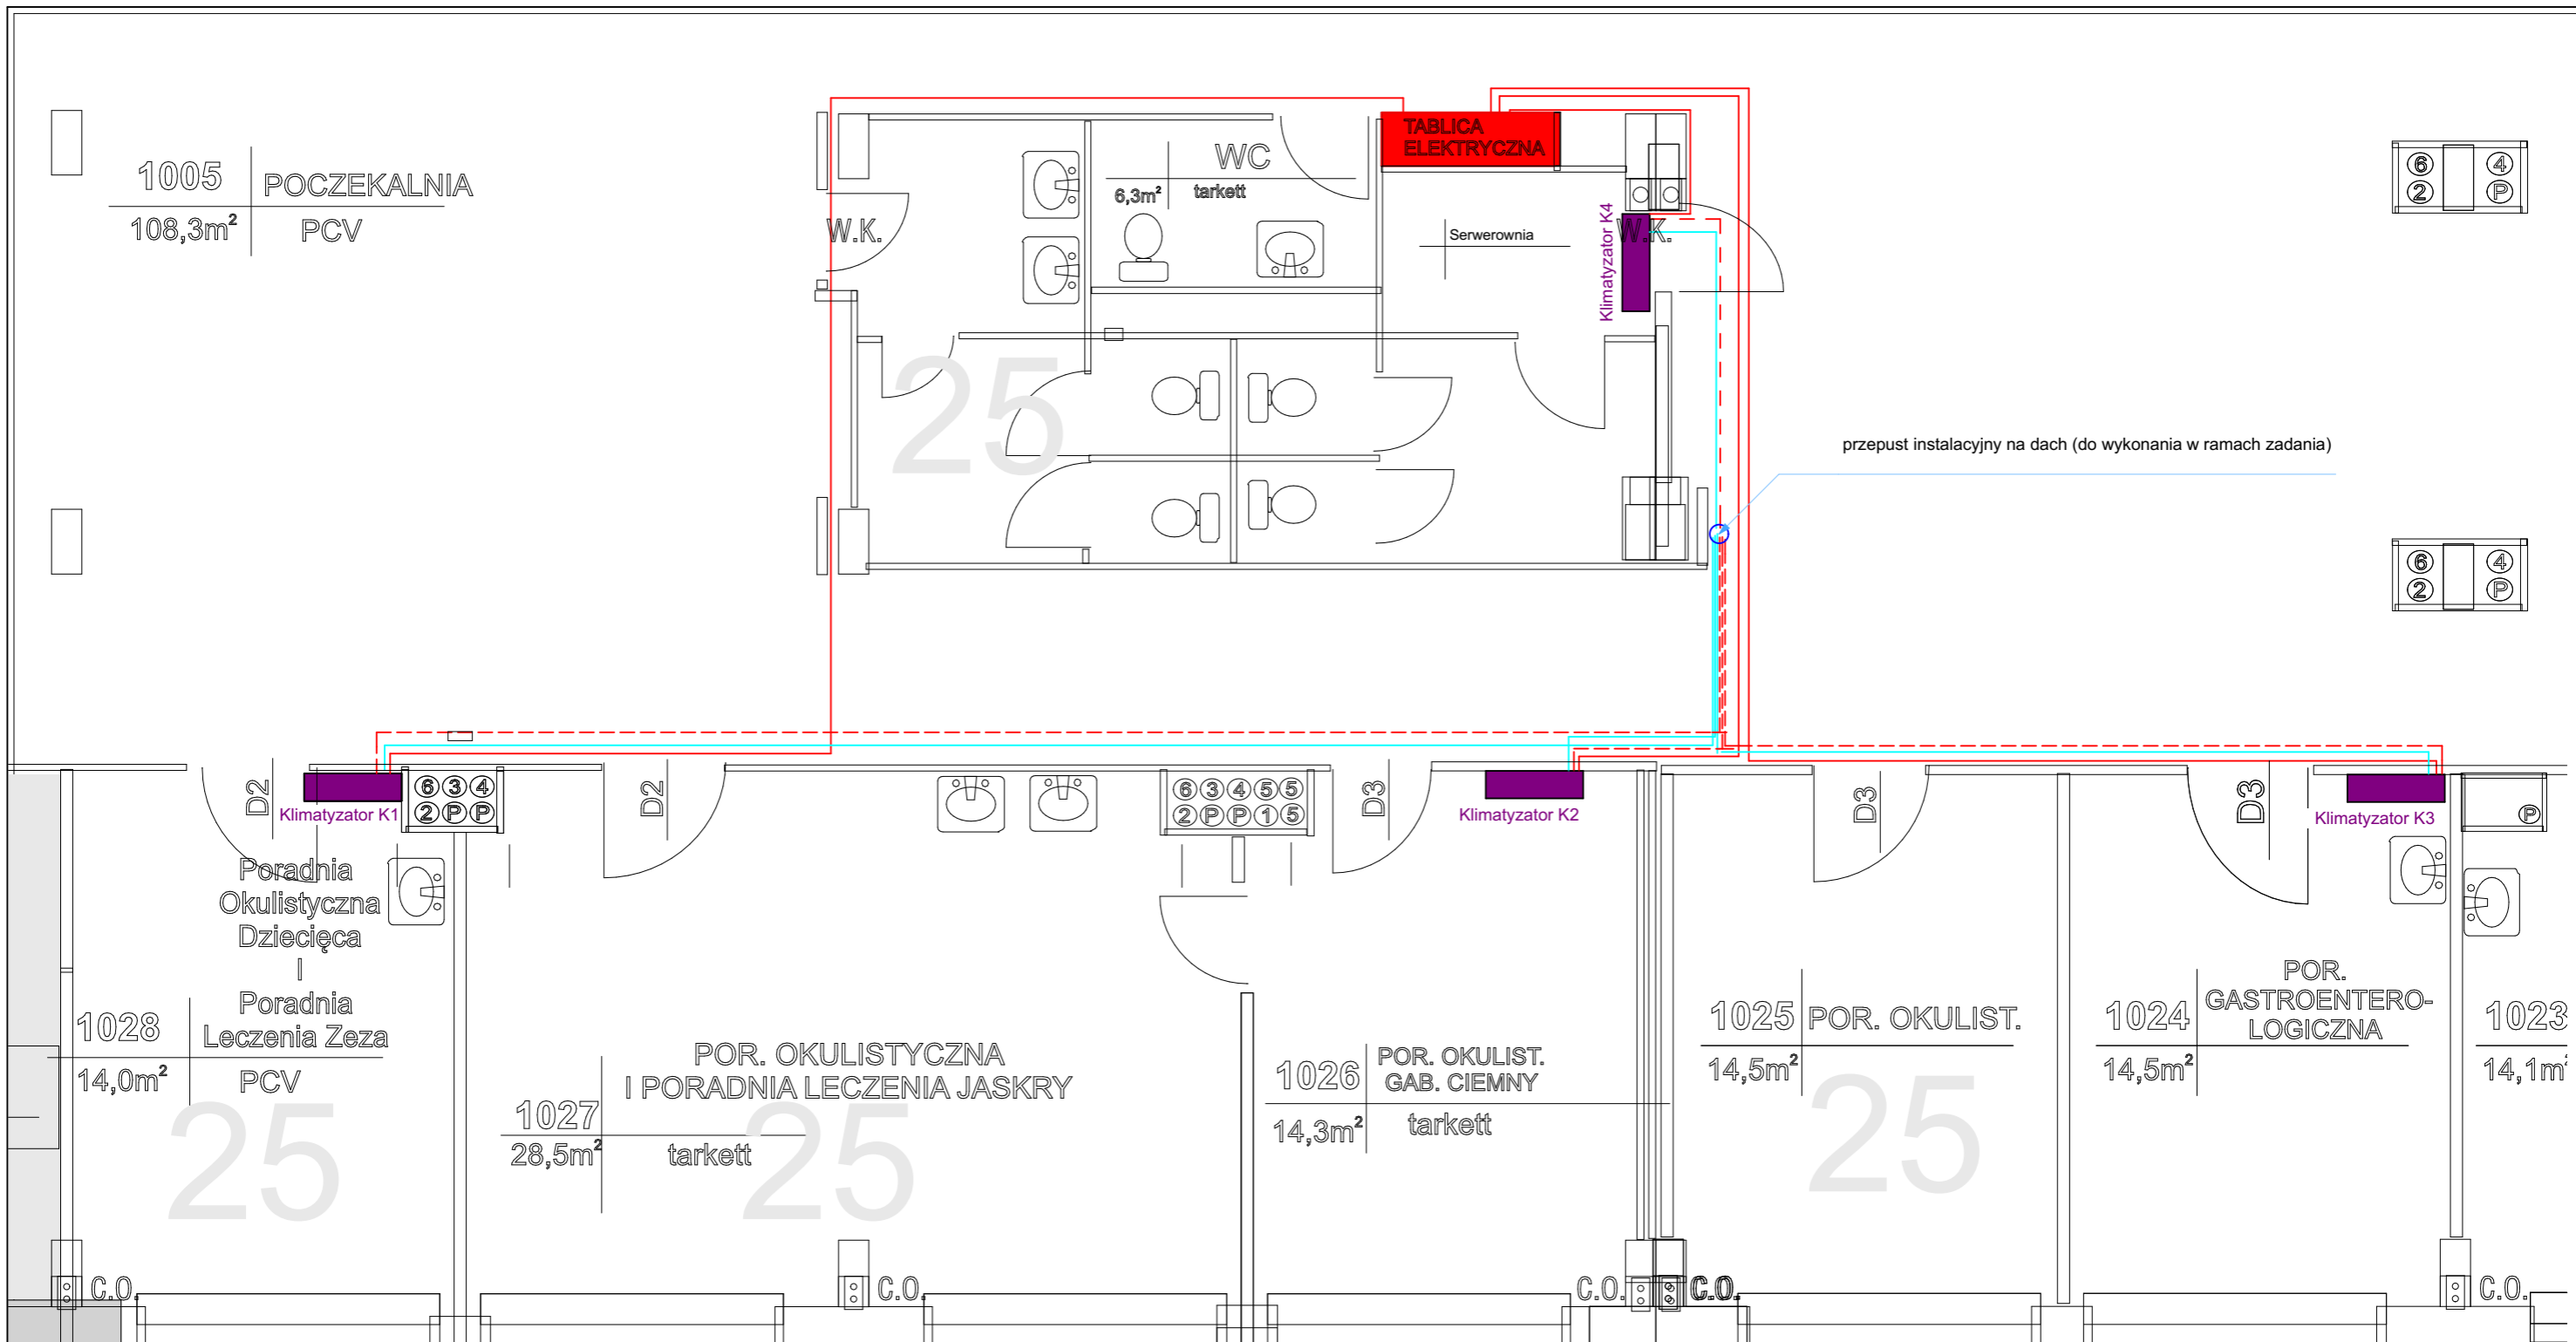 1005
POCZEKALNIA
108,3m²
PCV
W.K.
WC
6,3m²
tarkett
TABLICA
ELEKTRYCZNA
Serwerownia
Klimatyzator K4
W.K.
6 4
2 P
25
przepust instalacyjny na dach (do wykonania w ramach zadania)
6 4
2 P
D2
Klimatyzator K1
6 3 4
2 P P
D2
6 3 4 5 5
2 P P 1 5
D3
Klimatyzator K2
D3
D3
Klimatyzator K3
P
Poradnia
Okulistyczna
Dziecięca
I
Poradnia
Leczenia Zeza
1028
14,0m²
PCV
25
POR. OKULISTYCZNA
I PORADNIA LECZENIA JASKRY
1027
28,5m²
tarkett
25
1026
POR. OKULIST.
GAB. CIEMNY
14,3m²
tarkett
1025
POR. OKULIST.
14,5m²
25
1024
POR.
GASTROENTERO-
LOGICZNA
14,5m²
1023
14,1m²
C.O.
C.O.
C.O.
C.O.
C.O.